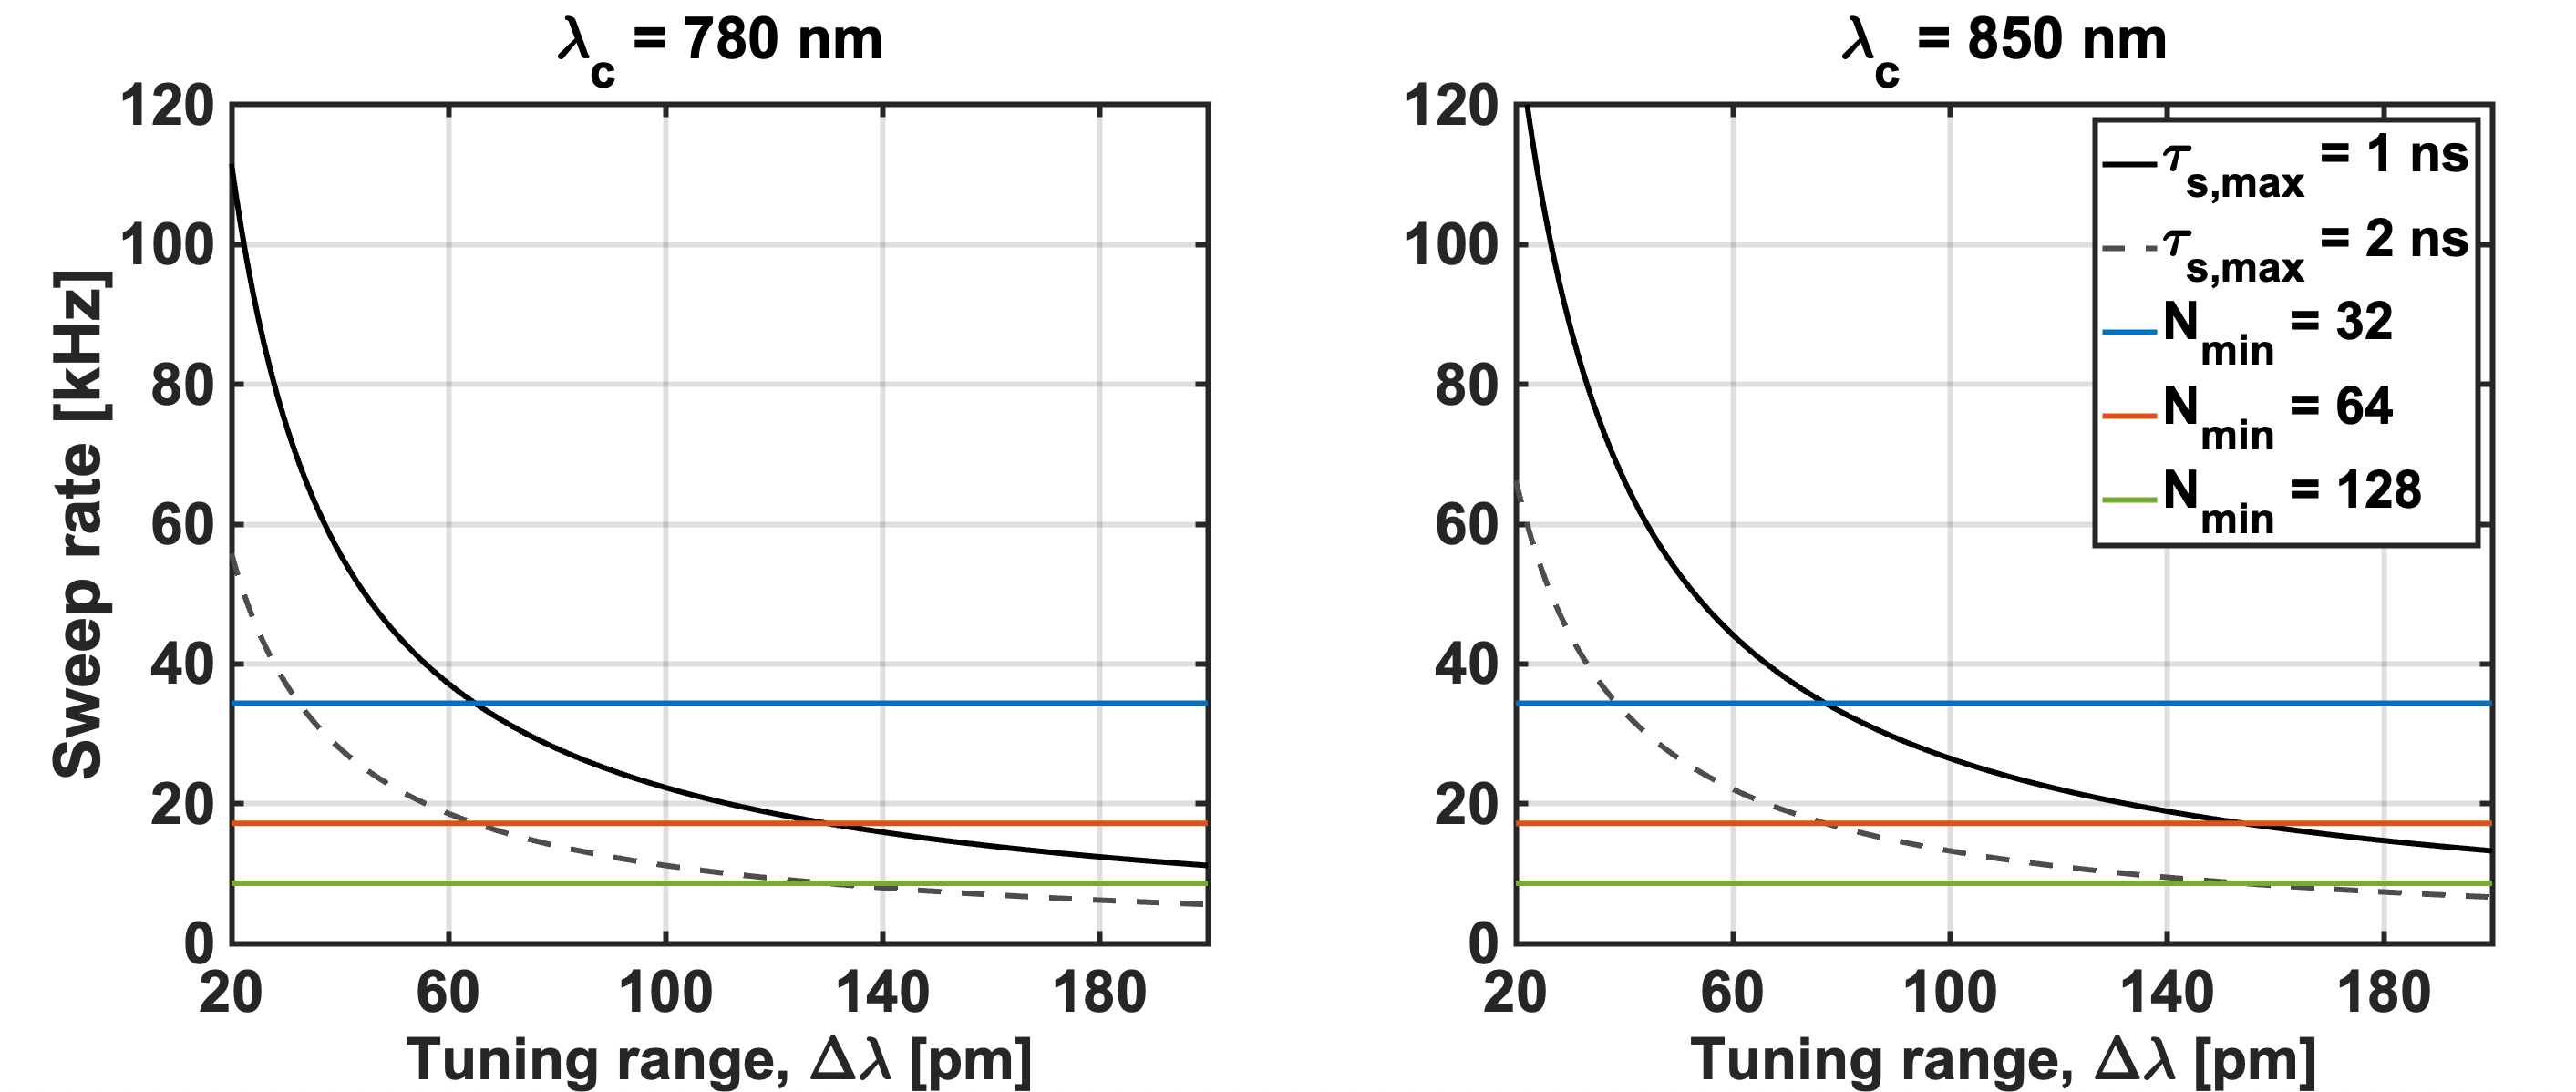 λc = 780 nm
120
100
80
60
40
20
0
20 60 100 140 180
Sweep rate [kHz]
Tuning range, Δλ [pm]
λc = 850 nm
120
100
80
60
40
20
0
20 60 100 140 180
Tuning range, Δλ [pm]
τs,max = 1 ns
τs,max = 2 ns
Nmin = 32
Nmin = 64
Nmin = 128